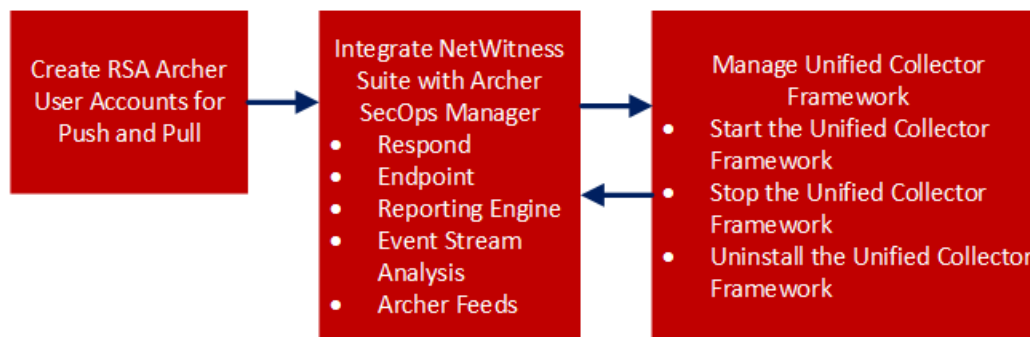 Create RSA Archer
User Accounts for
Push and Pull
Integrate NetWitness
Suite with Archer
SecOps Manager
• Respond
• Endpoint
• Reporting Engine
• Event Stream
Analysis
• Archer Feeds
Manage Unified Collector
Framework
• Start the Unified Collector
Framework
• Stop the Unified Collector
Framework
• Uninstall the Unified Collector
Framework